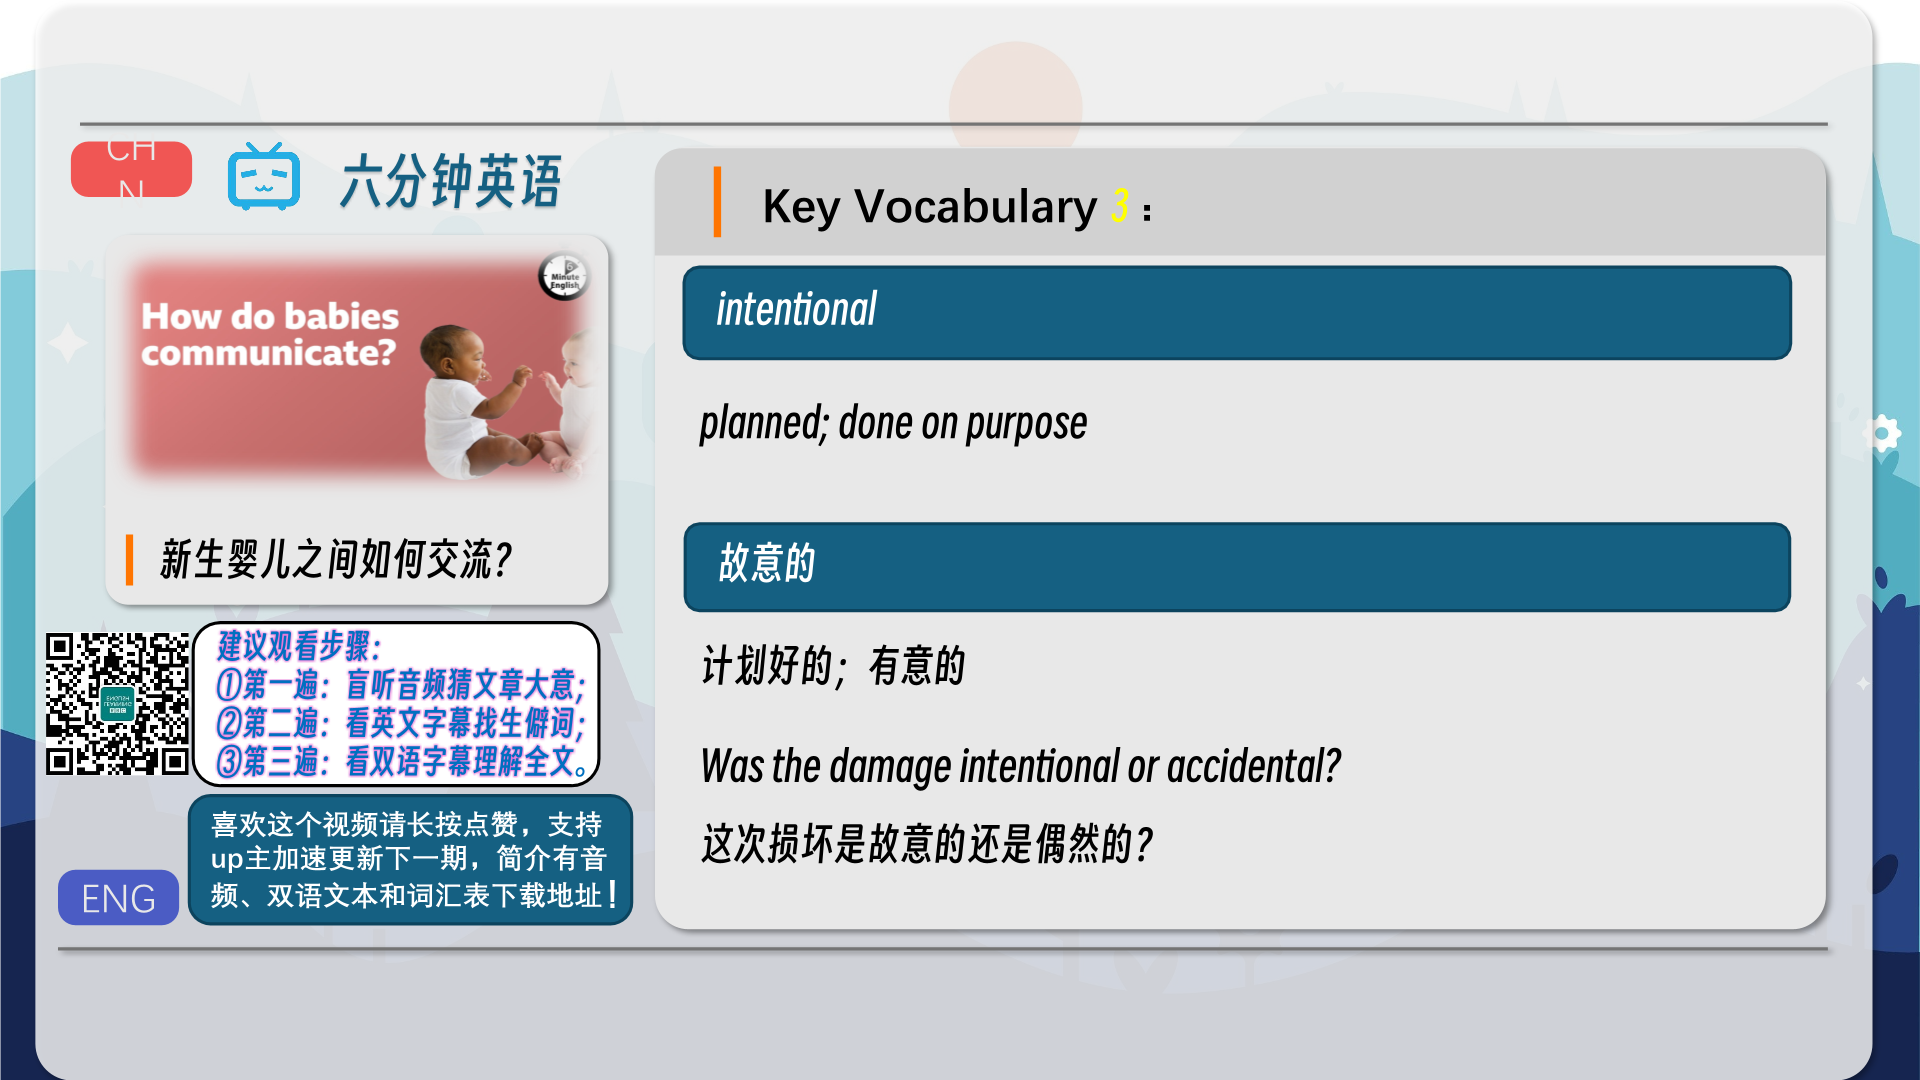 CH
N
六分钟英语
6
Minute
English
How do babies
communicate?
新生婴儿之间如何交流?
建议观看步骤:
①第一遍:盲听音频猜文章大意;
②第二遍:看英文字幕找生僻词;
③第三遍:看双语字幕理解全文。
喜欢这个视频请长按点赞，支持
up主加速更新下一期，简介有音
频、双语文本和词汇表下载地址！
ENG
Key Vocabulary 3：
intentional
planned; done on purpose
故意的
计划好的；有意的
Was the damage intentional or accidental?
这次损坏是故意的还是偶然的?